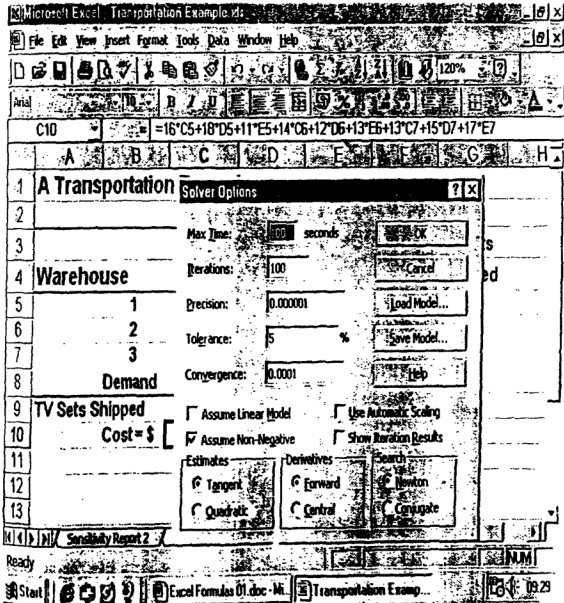 Microsoft Excel - Transportation Example.xls
File Edit View Insert Format Tools Data Window Help
120%
Arial 10 B I U
C10 =16*C5+18*D5+11*E5+14*C6+12*D6+13*E6+13*C7+15*D7+17*E7
A B C D E F G H
1 A Transportation
2
3
4 Warehouse
5 1
6 2
7 3
8 Demand
9 TV Sets Shipped
10 Cost= $
11
12
13
Solver Options
Max Time: 100 seconds OK
Iterations: 100 Cancel
Precision: 0.000001 Load Model...
Tolerance: 5 % Save Model...
Convergence: 0.0001 Help
Assume Linear Model Use Automatic Scaling
Assume Non-Negative Show Iteration Results
Estimates Derivatives Search
Tangent Forward Newton
Quadratic Central Conjugate
Sensitivity Report 2
Ready NUM
Start Excel Formulas 01.doc - Mi... Transportation Examp... 09:29